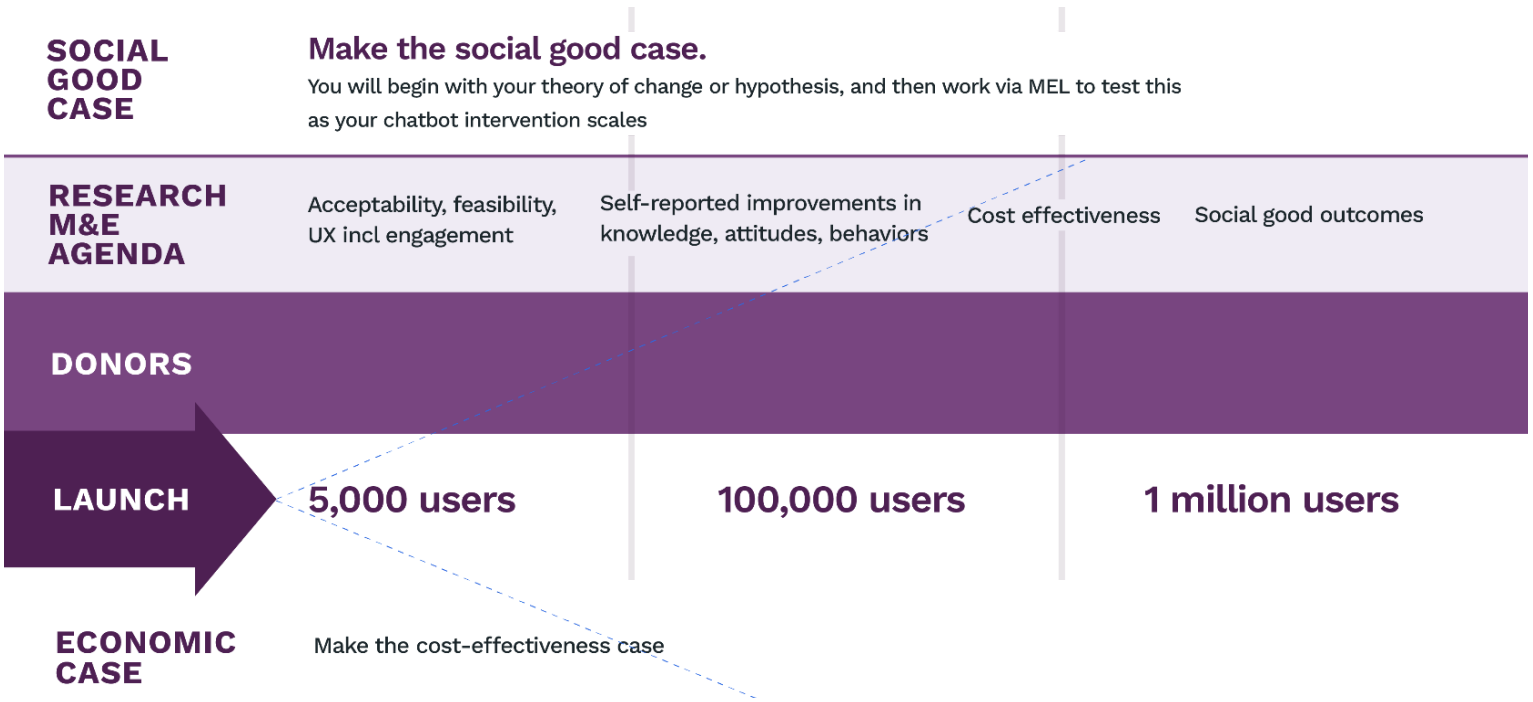 SOCIAL
GOOD
CASE
Make the social good case.
You will begin with your theory of change or hypothesis, and then work via MEL to test this
as your chatbot intervention scales
RESEARCH
M&E
AGENDA
Acceptability, feasibility,
UX incl engagement
Self-reported improvements in
knowledge, attitudes, behaviors
Cost effectiveness
Social good outcomes
DONORS
LAUNCH
5,000 users
100,000 users
1 million users
ECONOMIC
CASE
Make the cost-effectiveness case